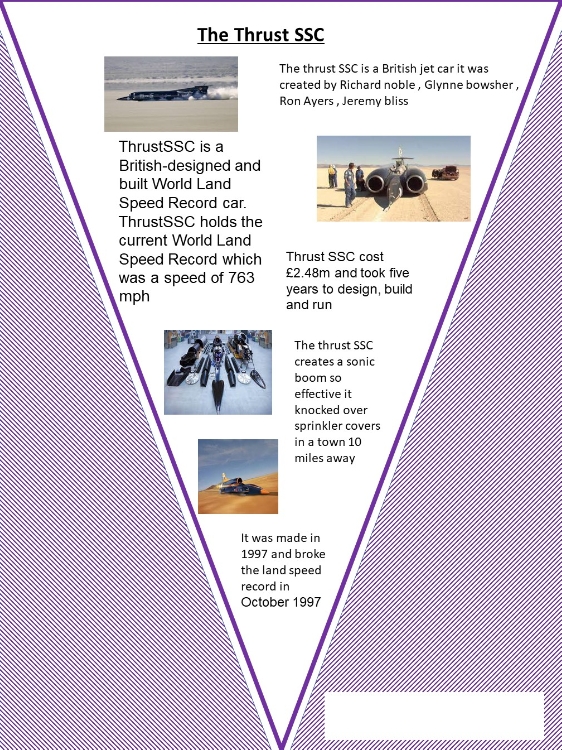 The Thrust SSC
The thrust SSC is a British jet car it was
created by Richard noble , Glynne bowsher ,
Ron Ayers , Jeremy bliss
ThrustSSC is a
British-designed and
built World Land
Speed Record car.
ThrustSSC holds the
current World Land
Speed Record which
was a speed of 763
mph
Thrust SSC cost
£2.48m and took five
years to design, build
and run
The thrust SSC
creates a sonic
boom so
effective it
knocked over
sprinkler covers
in a town 10
miles away
It was made in
1997 and broke
the land speed
record in
October 1997